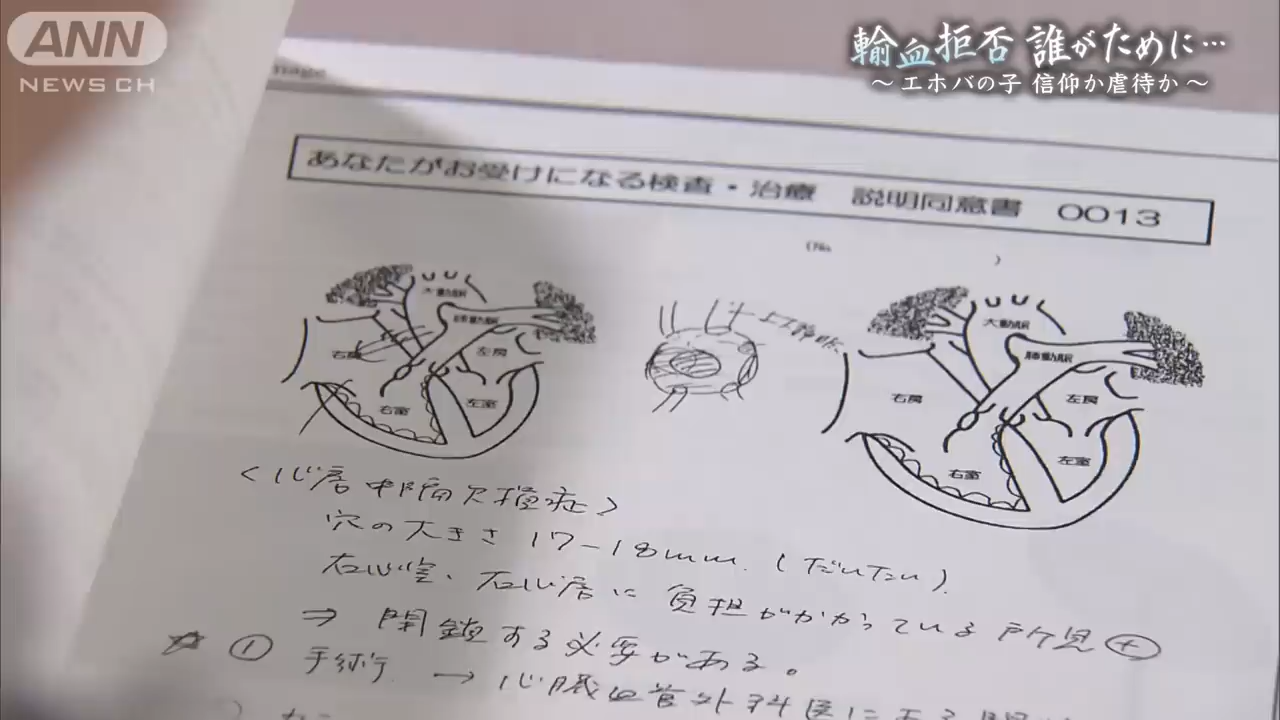 ANN
NEWS CH
輸血拒否 誰がために…
～エホバの子 信仰か虐待か～
あなたがお受けになる検査・治療 説明同意書 0013
(No. )
大動脈
肺動脈
右房
左房
右室
左室
上下静脈
大動脈
肺動脈
右房
左房
右室
左室
<心房中隔欠損症>
穴の大きさ 17-18mm. (だいたい)
右心室、右心房に負担がかかっている所見(+)
⇒ 閉鎖する必要がある。
☆ ① 手術 → 心臓血管外科医による